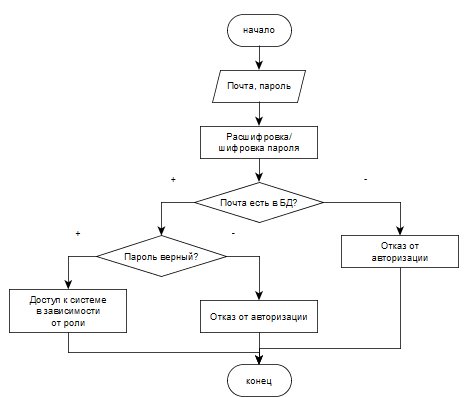 начало
Почта, пароль
Расшифровка/
шифровка пароля
+
-
Почта есть в БД?
+
-
Отказ от
авторизации
Пароль верный?
Доступ к системе
в зависимости
от роли
Отказ от авторизации
конец